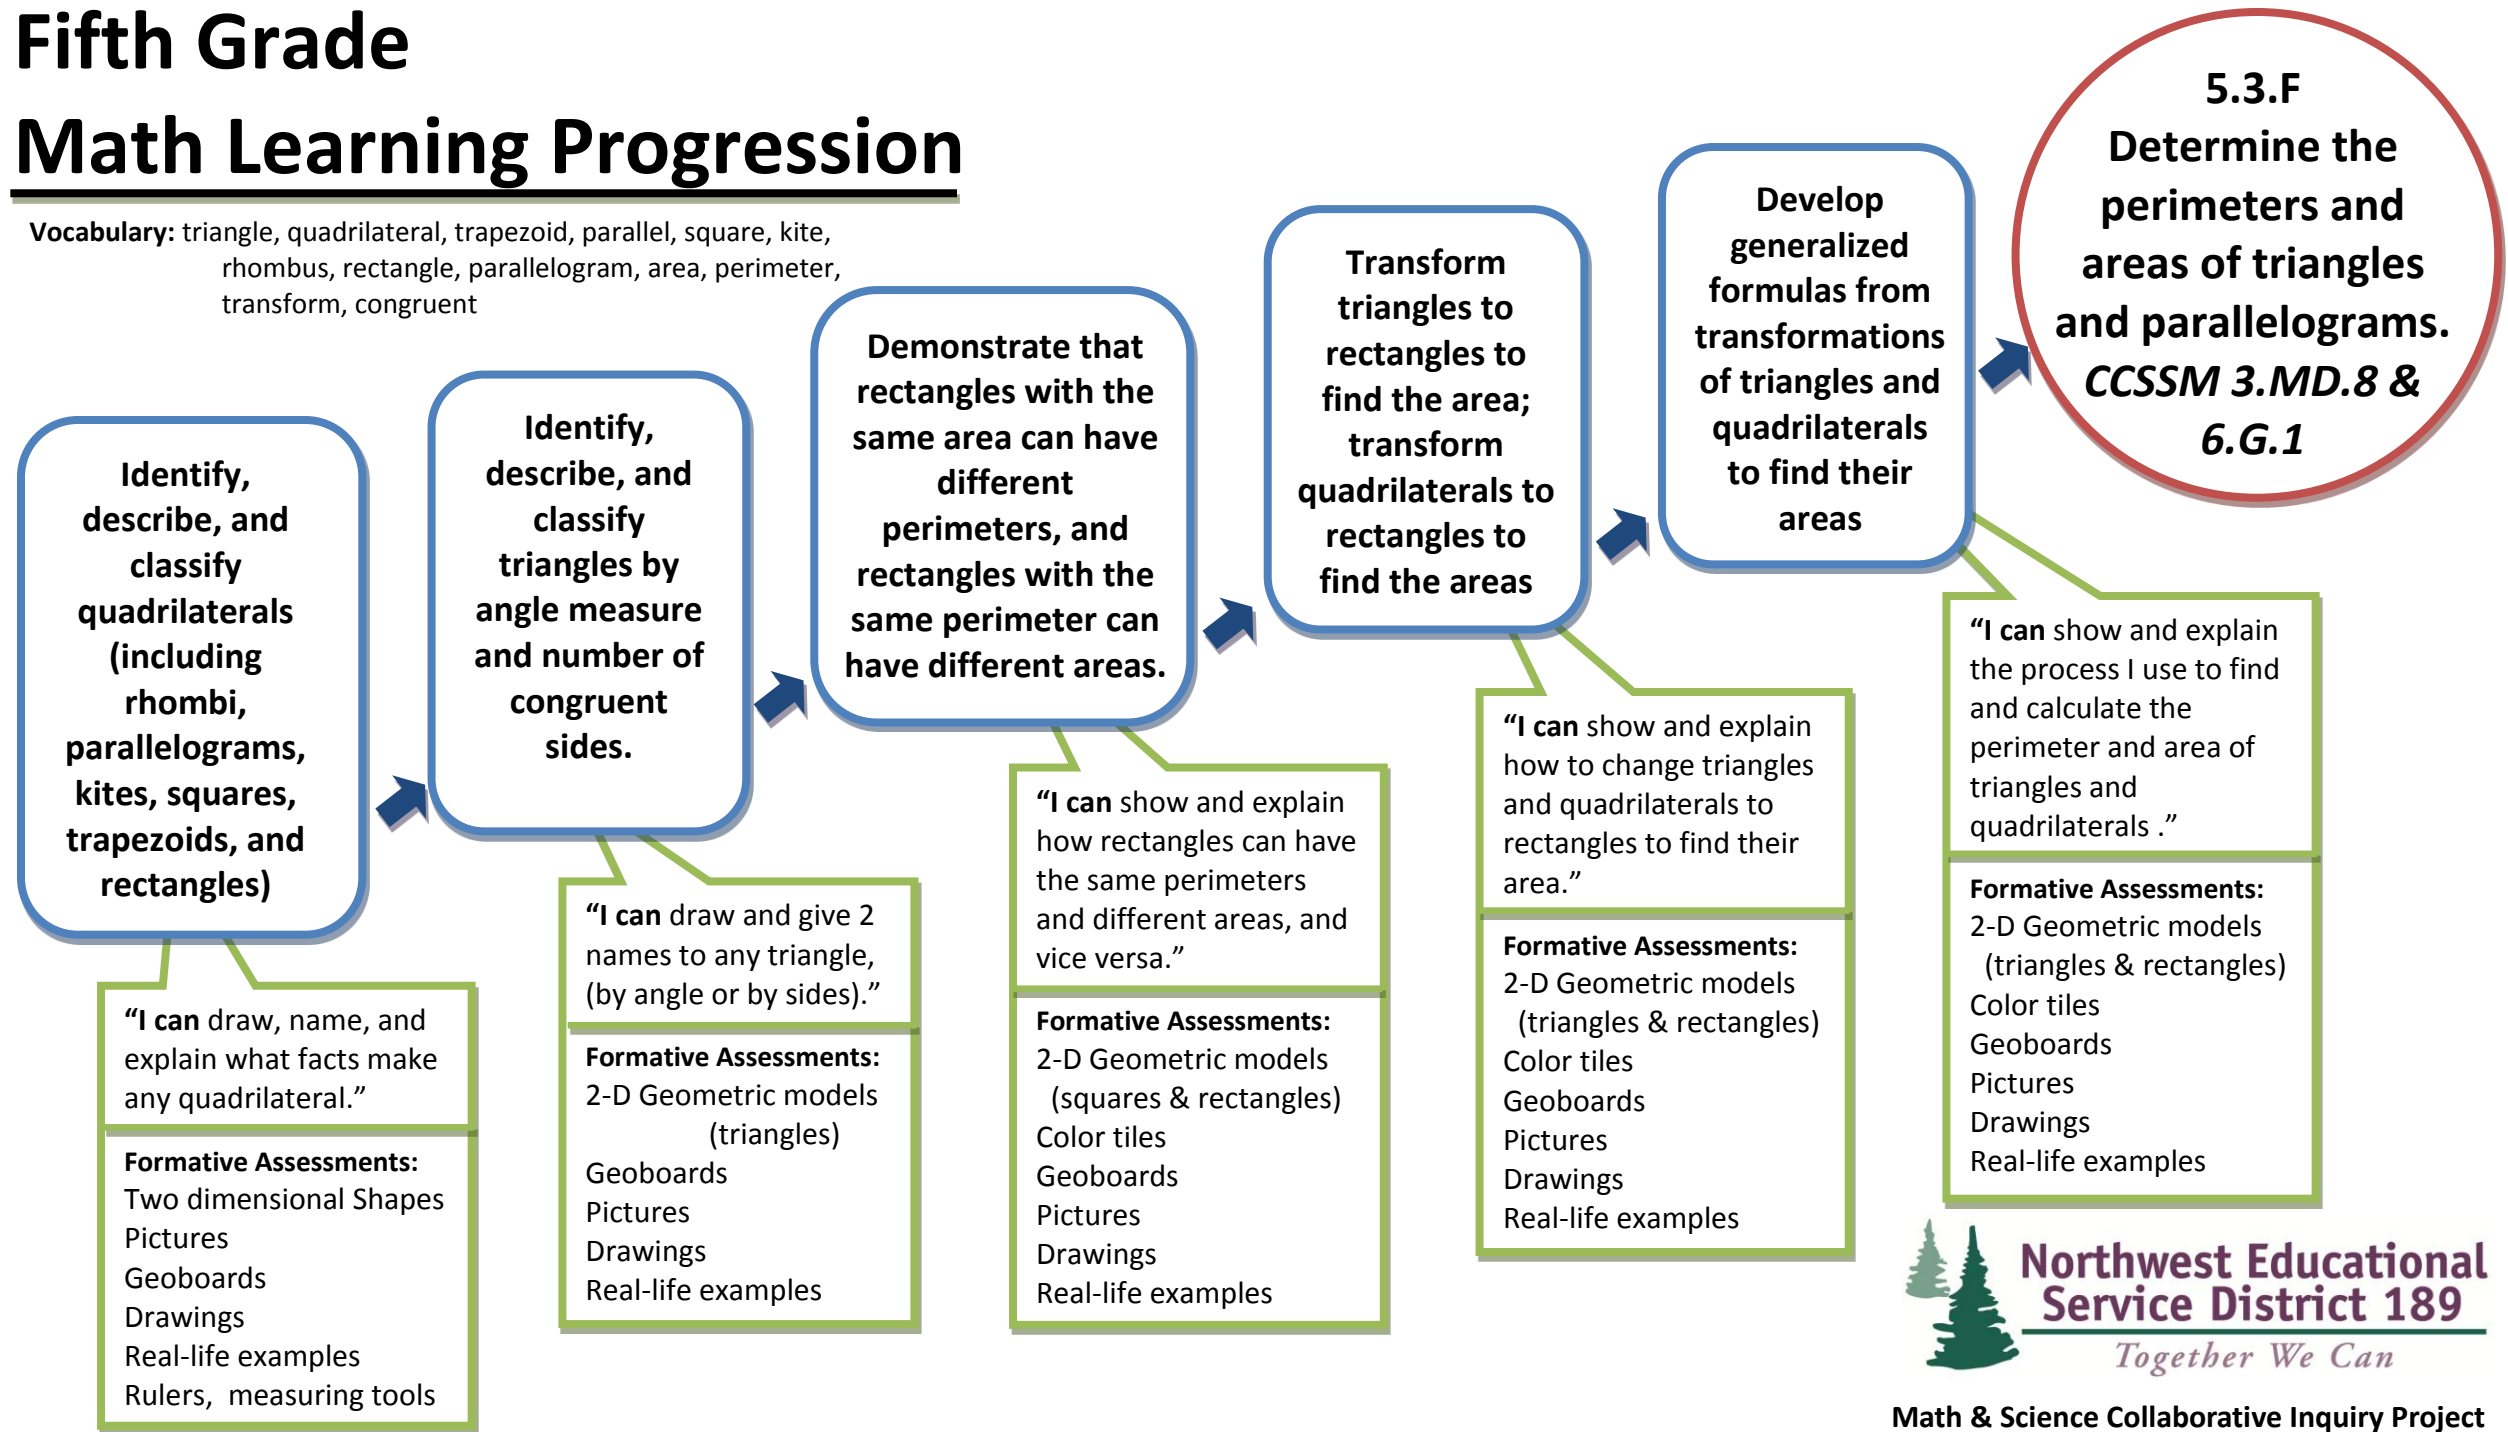 Fifth Grade
Math Learning Progression
Vocabulary: triangle, quadrilateral, trapezoid, parallel, square, kite,
rhombus, rectangle, parallelogram, area, perimeter,
transform, congruent
Identify,
describe, and
classify
quadrilaterals
(including
rhombi,
parallelograms,
kites, squares,
trapezoids, and
rectangles)
“I can draw, name, and
explain what facts make
any quadrilateral.”
Formative Assessments:
Two dimensional Shapes
Pictures
Geoboards
Drawings
Real-life examples
Rulers,  measuring tools
Identify,
describe, and
classify
triangles by
angle measure
and number of
congruent
sides.
“I can draw and give 2
names to any triangle,
(by angle or by sides).”
Formative Assessments:
2-D Geometric models
(triangles)
Geoboards
Pictures
Drawings
Real-life examples
Demonstrate that
rectangles with the
same area can have
different
perimeters, and
rectangles with the
same perimeter can
have different areas.
“I can show and explain
how rectangles can have
the same perimeters
and different areas, and
vice versa.”
Formative Assessments:
2-D Geometric models
(squares & rectangles)
Color tiles
Geoboards
Pictures
Drawings
Real-life examples
Transform
triangles to
rectangles to
find the area;
transform
quadrilaterals to
rectangles to
find the areas
“I can show and explain
how to change triangles
and quadrilaterals to
rectangles to find their
area.”
Formative Assessments:
2-D Geometric models
(triangles & rectangles)
Color tiles
Geoboards
Pictures
Drawings
Real-life examples
Develop
generalized
formulas from
transformations
of triangles and
quadrilaterals
to find their
areas
“I can show and explain
the process I use to find
and calculate the
perimeter and area of
triangles and
quadrilaterals .”
Formative Assessments:
2-D Geometric models
(triangles & rectangles)
Color tiles
Geoboards
Pictures
Drawings
Real-life examples
5.3.F
Determine the
perimeters and
areas of triangles
and parallelograms.
CCSSM 3.MD.8 &
6.G.1
Northwest Educational
Service District 189
Together We Can
Math & Science Collaborative Inquiry Project